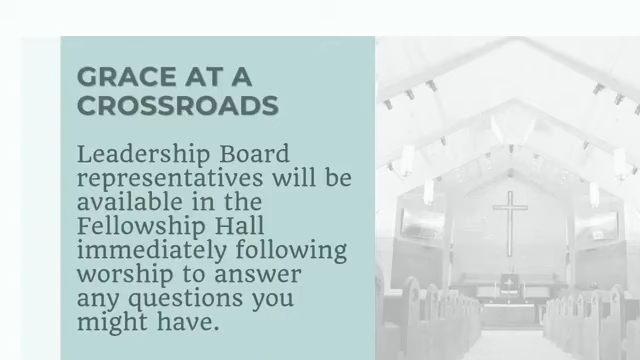 GRACE AT A
CROSSROADS
Leadership Board
representatives will be
available in the
Fellowship Hall
immediately following
worship to answer
any questions you
might have.